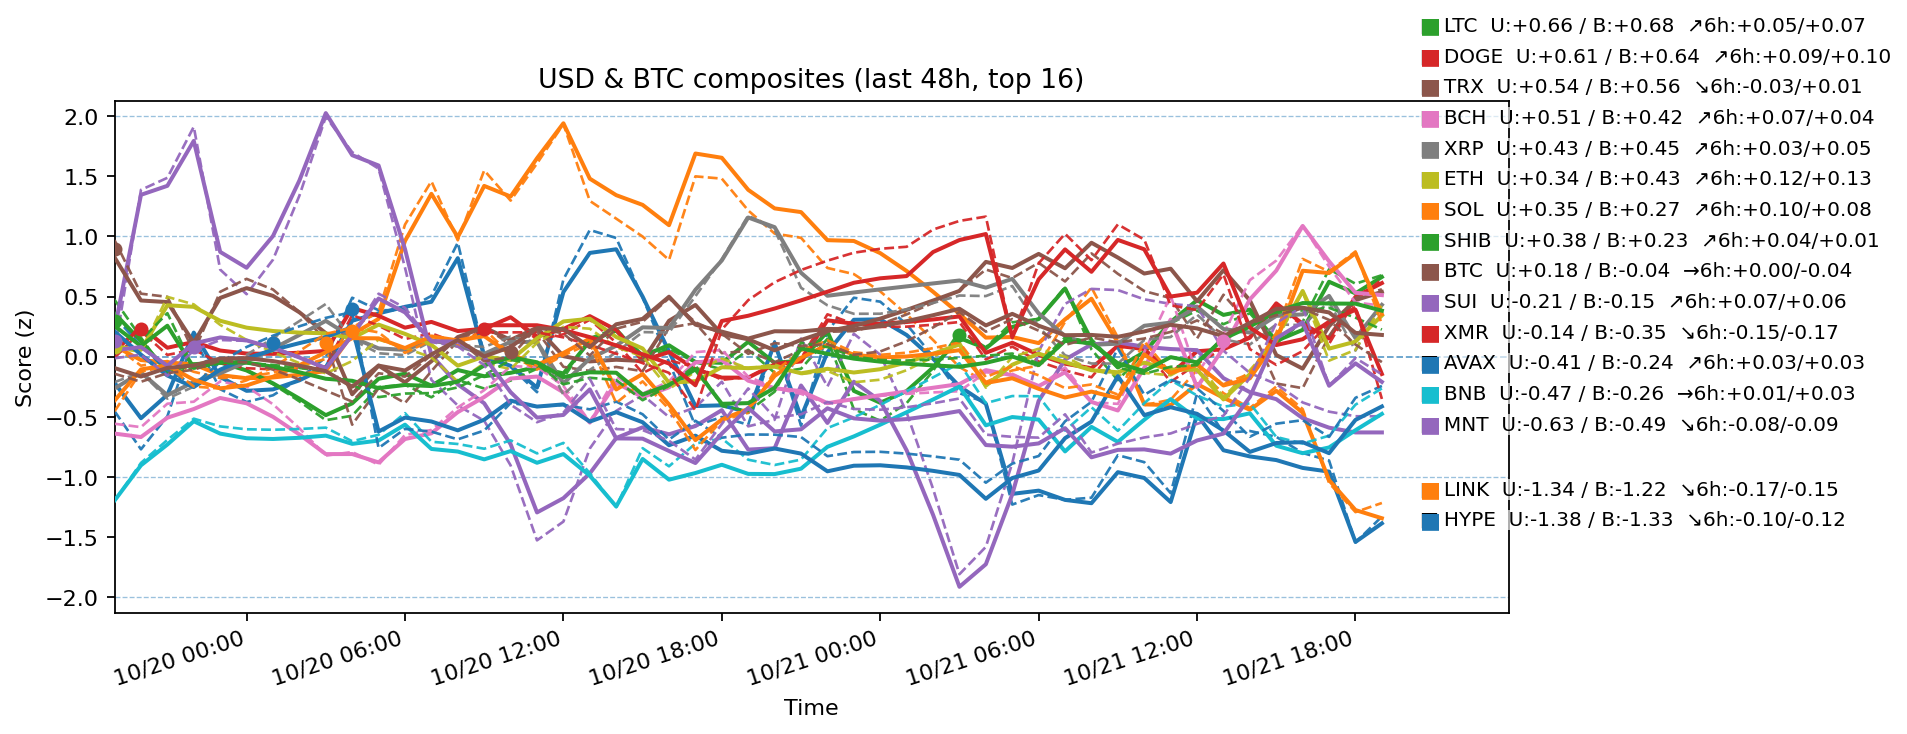 LTC U:+0.66 / B:+0.68 ↗6h:+0.05/+0.07
DOGE U:+0.61 / B:+0.64 ↗6h:+0.09/+0.10
USD & BTC composites (last 48h, top 16)
TRX U:+0.54 / B:+0.56 ↘6h:-0.03/+0.01
BCH U:+0.51 / B:+0.42 ↗6h:+0.07/+0.04
XRP U:+0.43 / B:+0.45 ↗6h:+0.03/+0.05
ETH U:+0.34 / B:+0.43 ↗6h:+0.12/+0.13
SOL U:+0.35 / B:+0.27 ↗6h:+0.10/+0.08
SHIB U:+0.38 / B:+0.23 ↗6h:+0.04/+0.01
BTC U:+0.18 / B:-0.04 →6h:+0.00/-0.04
SUI U:-0.21 / B:-0.15 ↗6h:+0.07/+0.06
XMR U:-0.14 / B:-0.35 ↘6h:-0.15/-0.17
AVAX U:-0.41 / B:-0.24 ↗6h:+0.03/+0.03
BNB U:-0.47 / B:-0.26 →6h:+0.01/+0.03
MNT U:-0.63 / B:-0.49 ↘6h:-0.08/-0.09
LINK U:-1.34 / B:-1.22 ↘6h:-0.17/-0.15
HYPE U:-1.38 / B:-1.33 ↘6h:-0.10/-0.12
Score (z)
2.0
1.5
1.0
0.5
0.0
−0.5
−1.0
−1.5
−2.0
10/20 00:00
10/20 06:00
10/20 12:00
10/20 18:00
10/21 00:00
10/21 06:00
10/21 12:00
10/21 18:00
Time